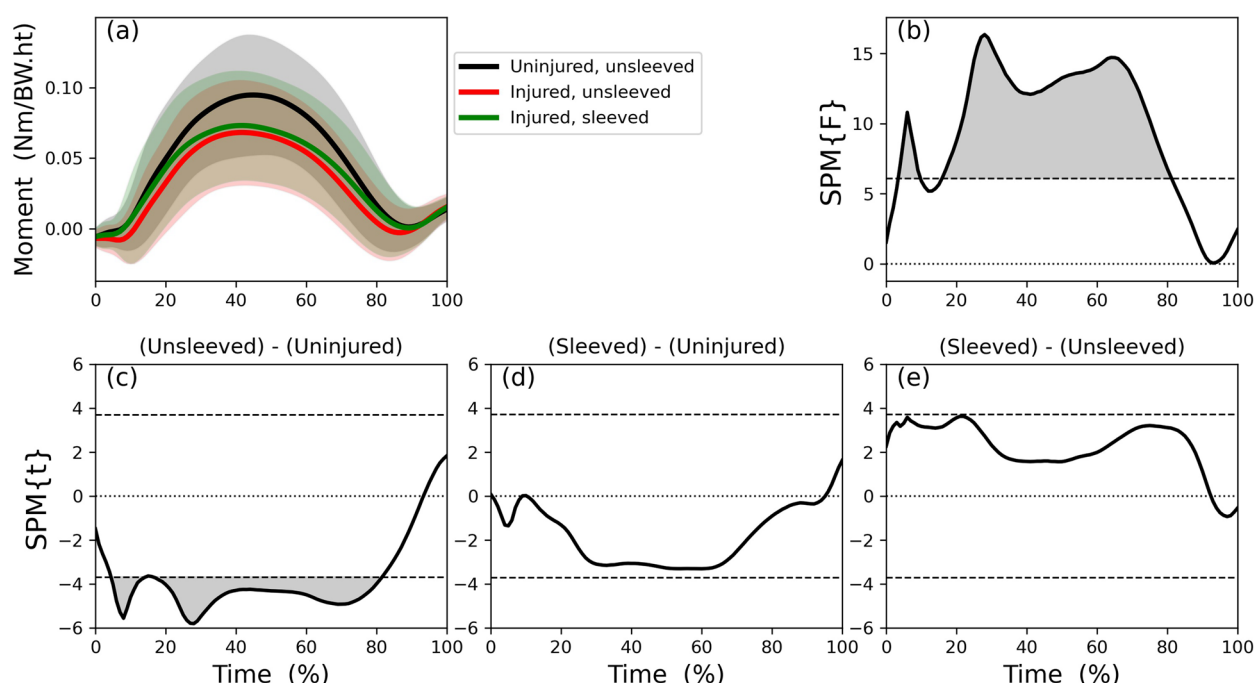 (a)
Moment (Nm/BW.ht)
0.10
0.05
0.00
0 20 40 60 80 100
Uninjured, unsleeved
Injured, unsleeved
Injured, sleeved
(b)
SPM{F}
15
10
5
0
0 20 40 60 80 100
(Unsleeved) - (Uninjured)
(c)
SPM{t}
6
4
2
0
−2
−4
−6
0 20 40 60 80 100
Time (%)
(Sleeved) - (Uninjured)
(d)
6
4
2
0
−2
−4
−6
0 20 40 60 80 100
Time (%)
(Sleeved) - (Unsleeved)
(e)
6
4
2
0
−2
−4
−6
0 20 40 60 80 100
Time (%)